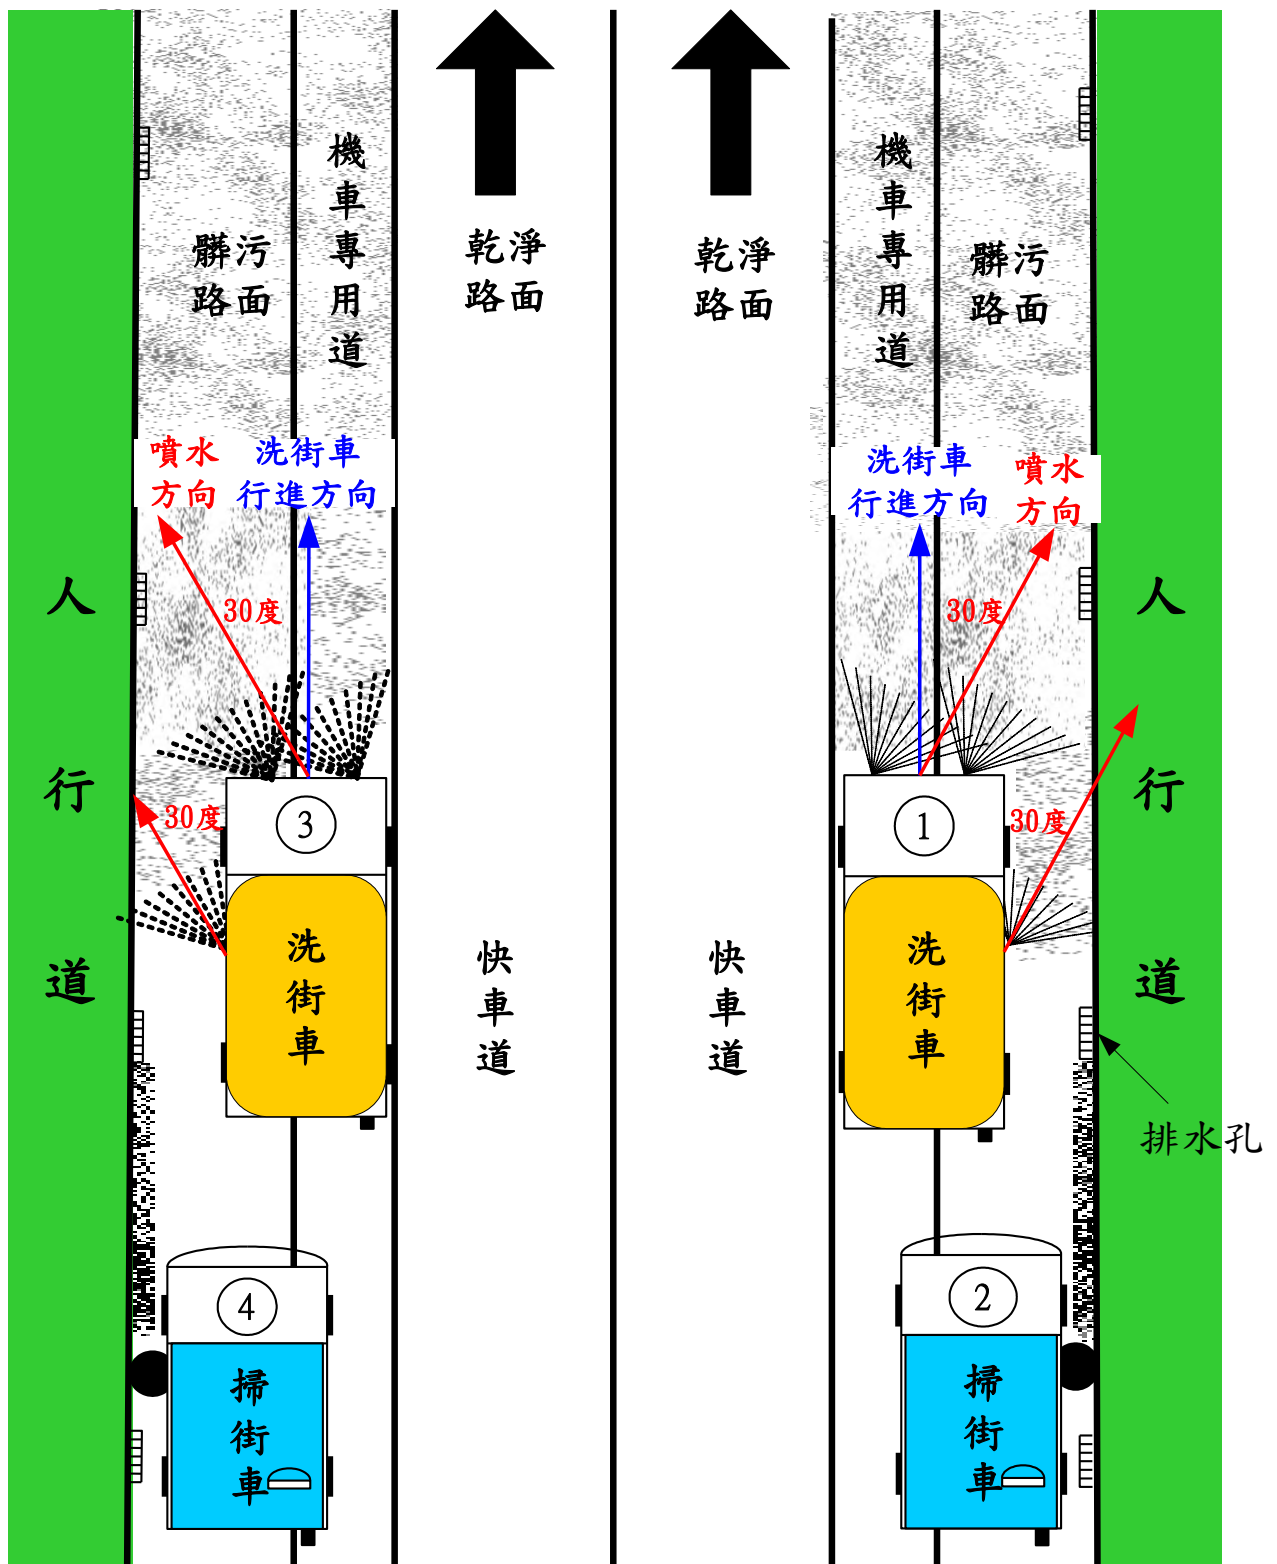 機車專用道
機車專用道
髒污
路面
乾淨
路面
乾淨
路面
髒污
路面
噴水
方向
洗街車
行進方向
洗街車
行進方向
噴水
方向
人行道
30度
30度
人行道
30度
30度
3
1
洗街車
快車道
快車道
洗街車
排水孔
4
2
掃街車
掃街車